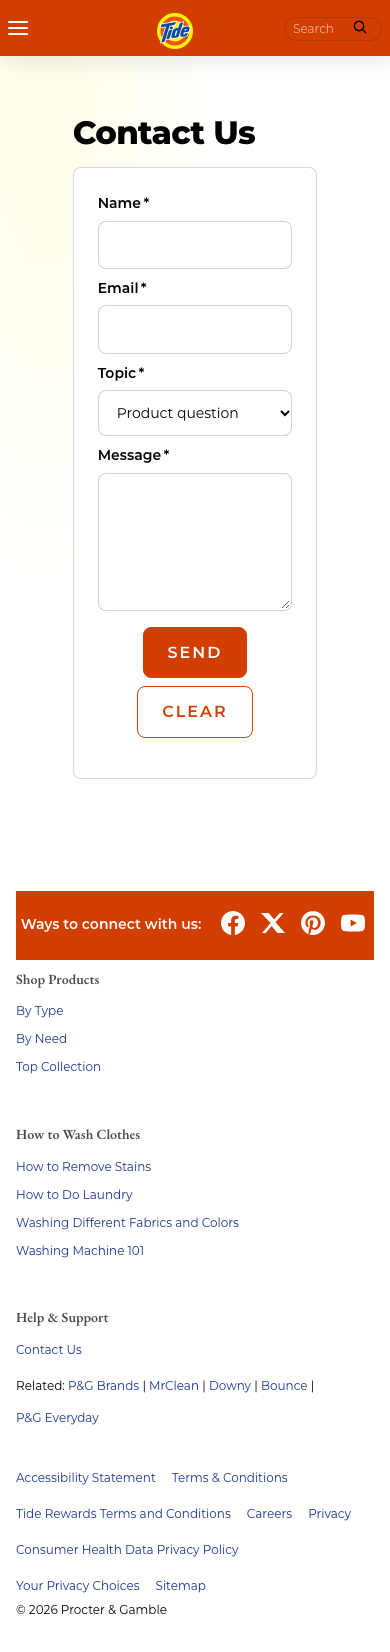 Tide
Search
Contact Us
Name *
Email *
Topic *
Product question
Message *
SEND
CLEAR
Ways to connect with us:
Shop Products
By Type
By Need
Top Collection
How to Wash Clothes
How to Remove Stains
How to Do Laundry
Washing Different Fabrics and Colors
Washing Machine 101
Help & Support
Contact Us
Related: P&G Brands | MrClean | Downy | Bounce |
P&G Everyday
Accessibility Statement Terms & Conditions
Tide Rewards Terms and Conditions Careers Privacy
Consumer Health Data Privacy Policy
Your Privacy Choices Sitemap
© 2026 Procter & Gamble